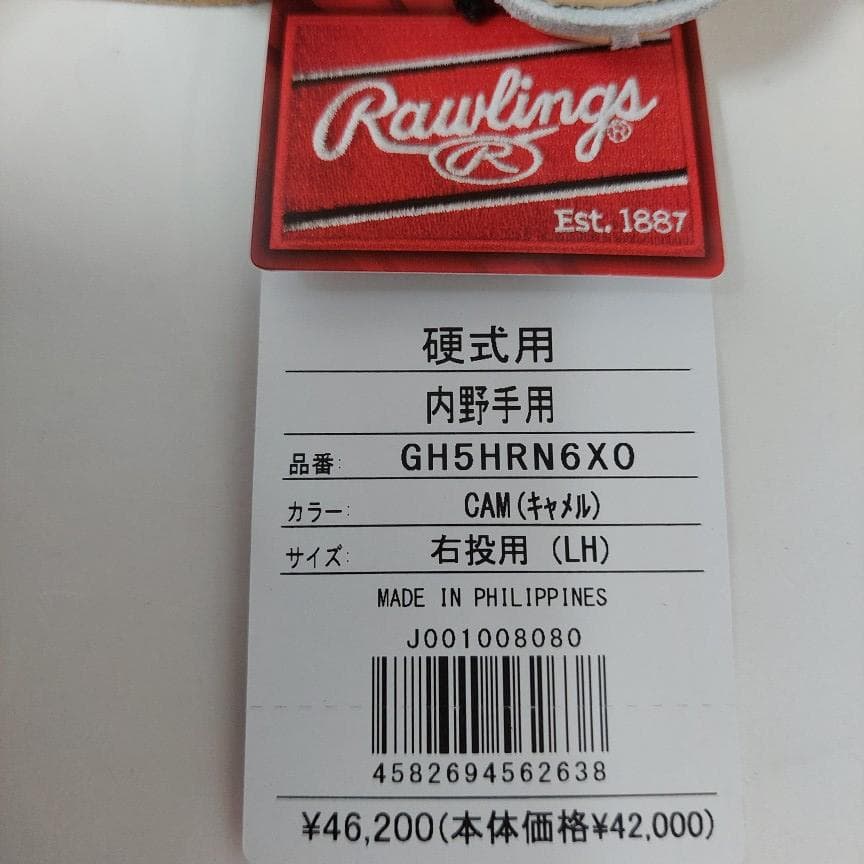 Rawlings®
R
Est. 1887
硬式用
内野手用
品番: GH5HRN6XO
カラー: CAM(キャメル)
サイズ: 右投用 (LH)
MADE IN PHILIPPINES
J001008080
4582694562638
¥46,200(本体価格¥42,000)